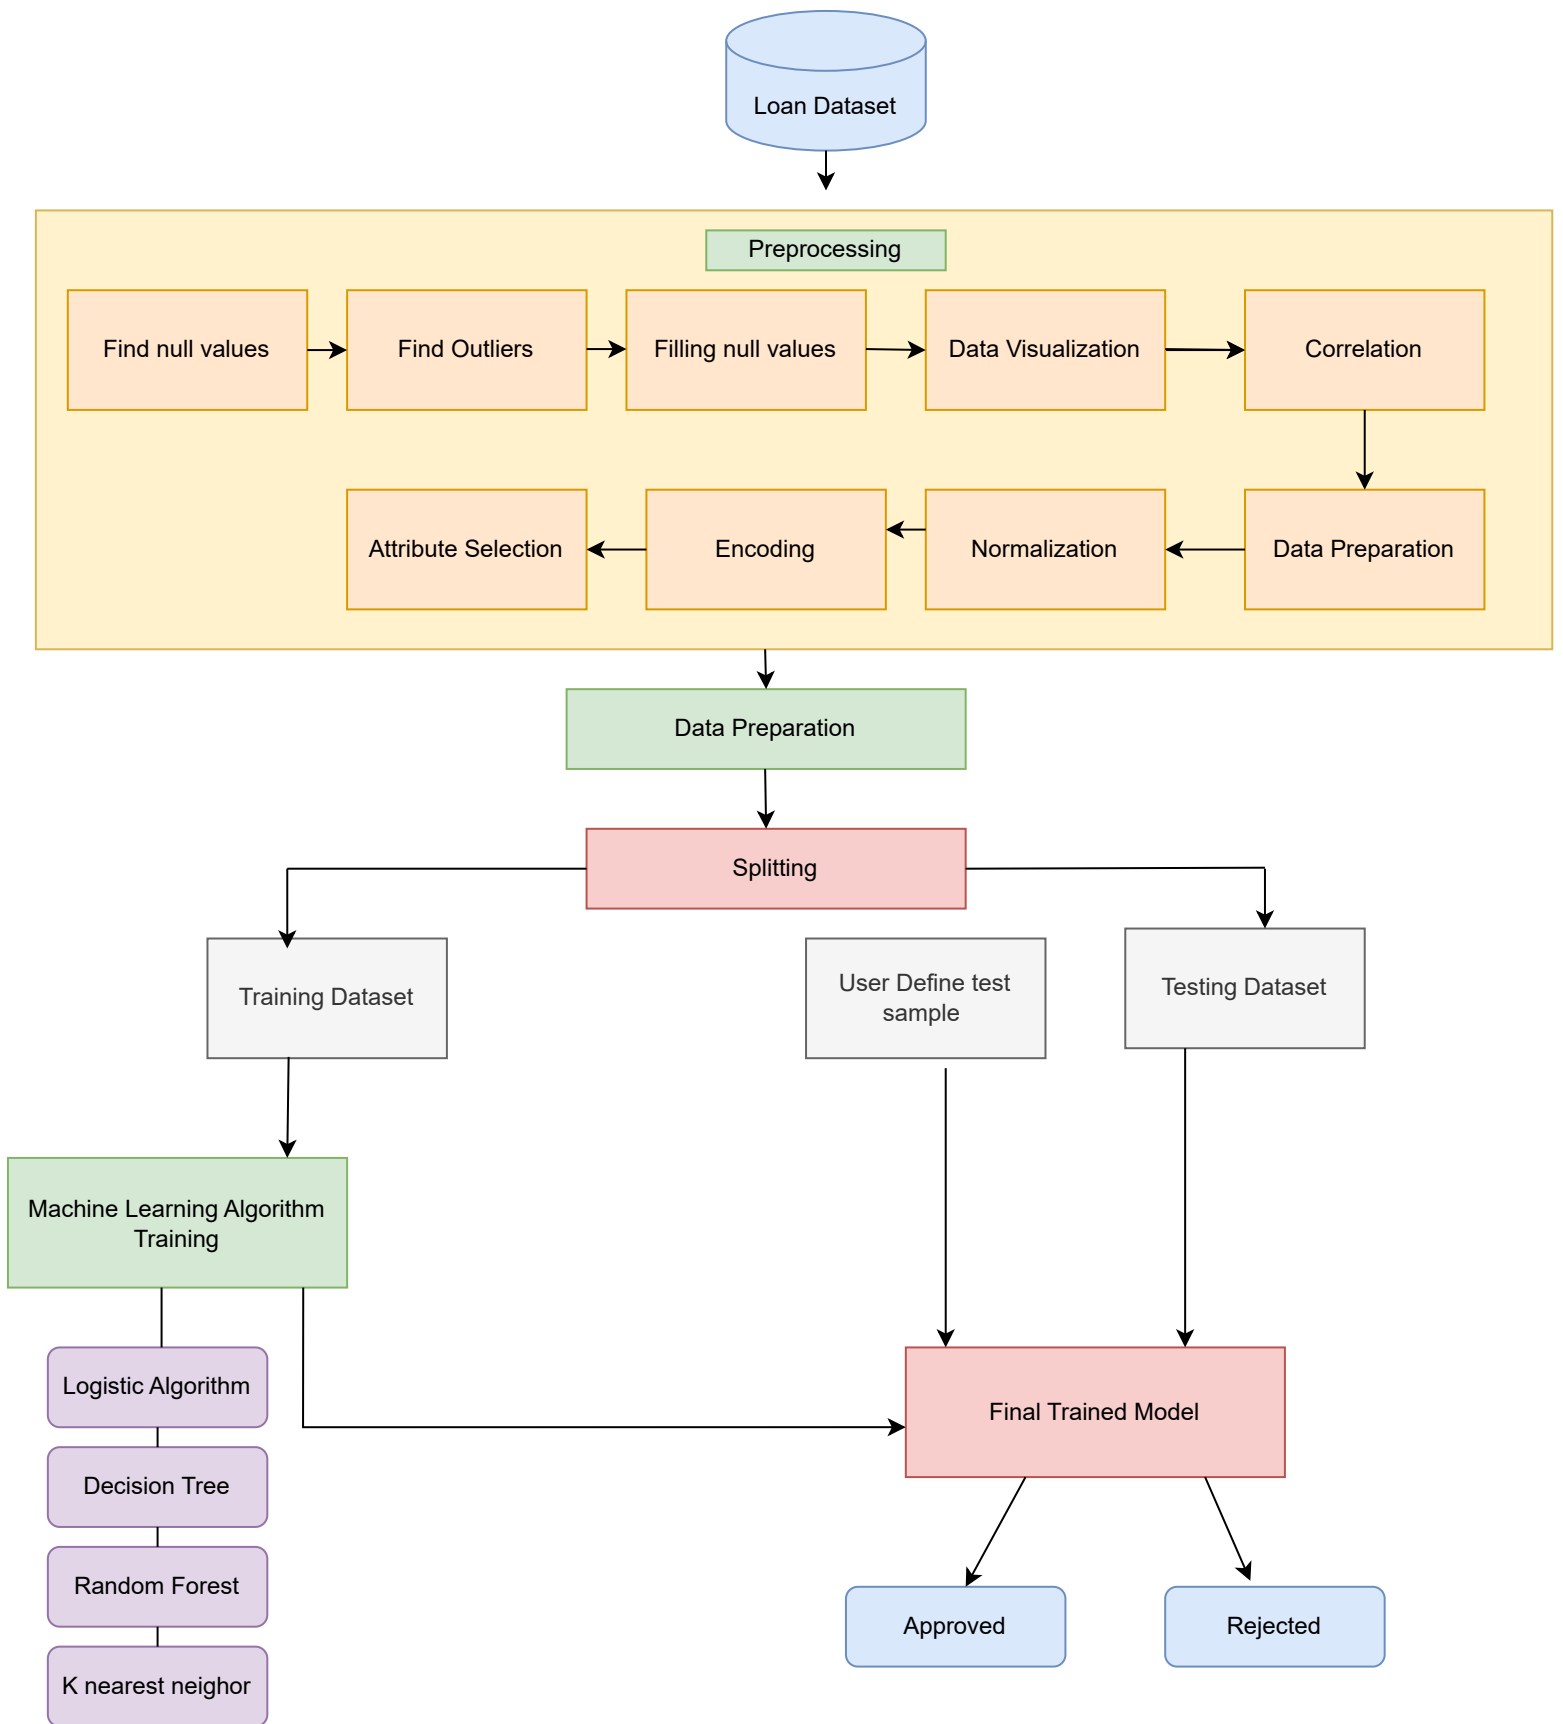 Loan Dataset
Preprocessing
Find null values
Find Outliers
Filling null values
Data Visualization
Correlation
Attribute Selection
Encoding
Normalization
Data Preparation
Data Preparation
Splitting
Training Dataset
User Define test
sample
Testing Dataset
Machine Learning Algorithm
Training
Logistic Algorithm
Final Trained Model
Decision Tree
Random Forest
Approved
Rejected
K nearest neighor